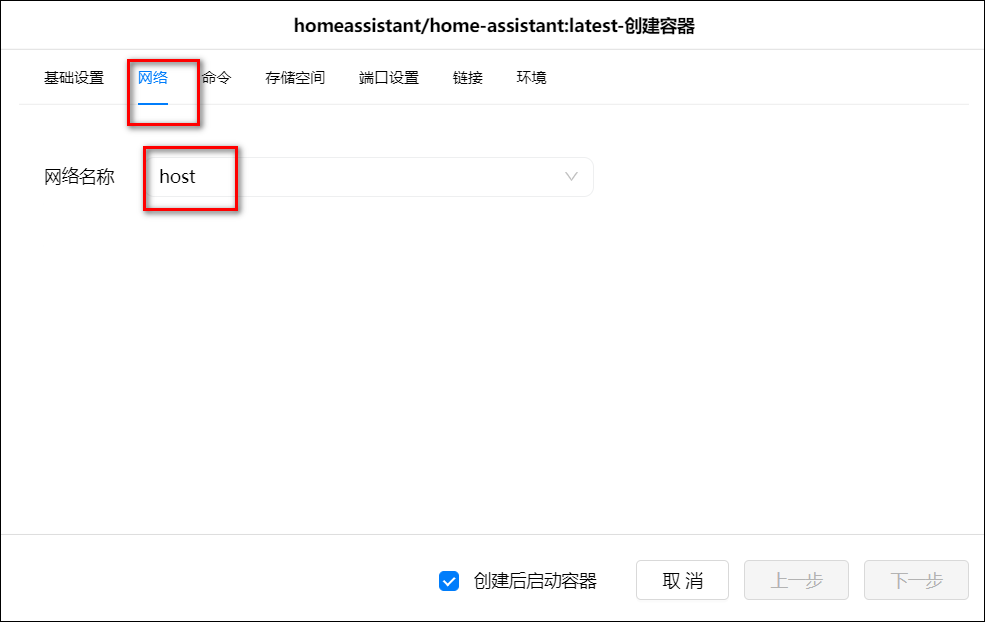 homeassistant/home-assistant:latest-创建容器
基础设置 网络 命令 存储空间 端口设置 链接 环境
网络名称 host
创建后启动容器 取 消 上一步 下一步